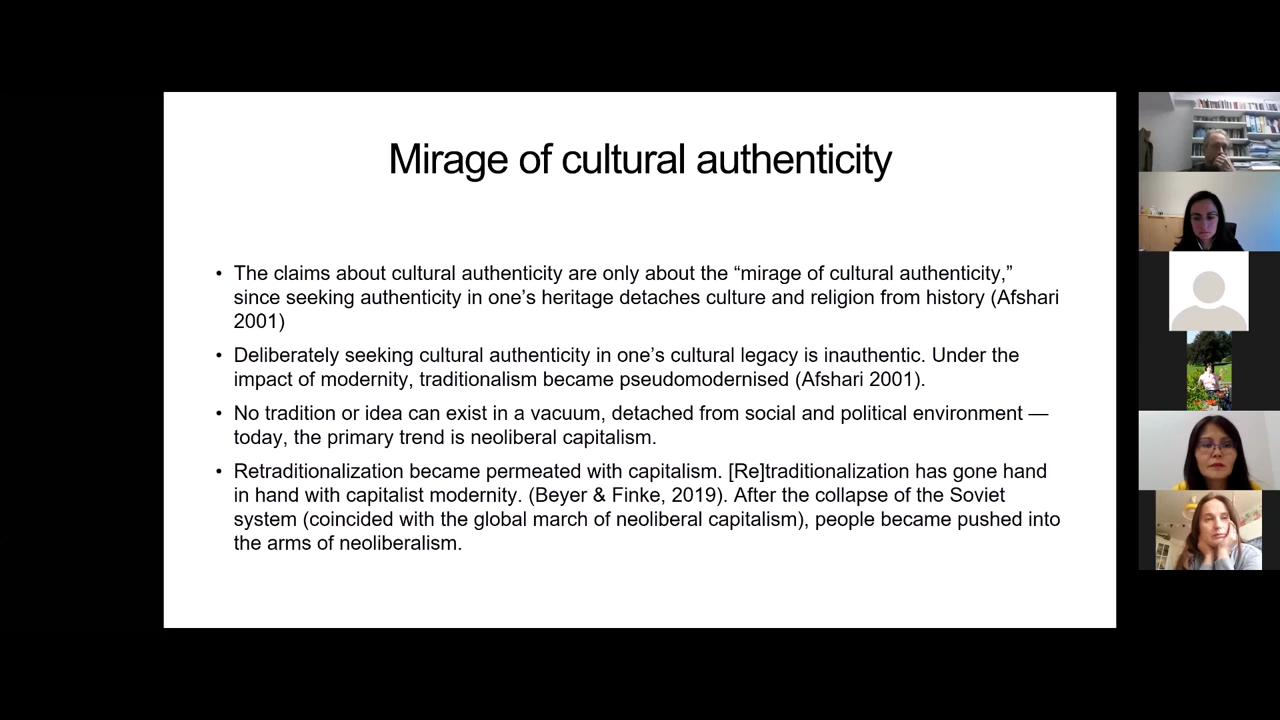 Mirage of cultural authenticity
• The claims about cultural authenticity are only about the “mirage of cultural authenticity,”
since seeking authenticity in one’s heritage detaches culture and religion from history (Afshari
2001)
• Deliberately seeking cultural authenticity in one’s cultural legacy is inauthentic. Under the
impact of modernity, traditionalism became pseudomodernised (Afshari 2001).
• No tradition or idea can exist in a vacuum, detached from social and political environment —
today, the primary trend is neoliberal capitalism.
• Retraditionalization became permeated with capitalism. [Re]traditionalization has gone hand
in hand with capitalist modernity. (Beyer & Finke, 2019). After the collapse of the Soviet
system (coincided with the global march of neoliberal capitalism), people became pushed into
the arms of neoliberalism.